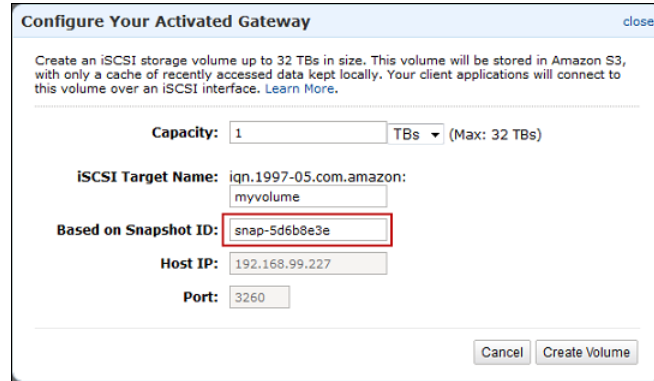 Configure Your Activated Gateway close
Create an iSCSI storage volume up to 32 TBs in size. This volume will be stored in Amazon S3,
with only a cache of recently accessed data kept locally. Your client applications will connect to
this volume over an iSCSI interface. Learn More.
Capacity: 1 TBs (Max: 32 TBs)
iSCSI Target Name: iqn.1997-05.com.amazon:
myvolume
Based on Snapshot ID: snap-5d6b8e3e
Host IP: 192.168.99.227
Port: 3260
Cancel Create Volume